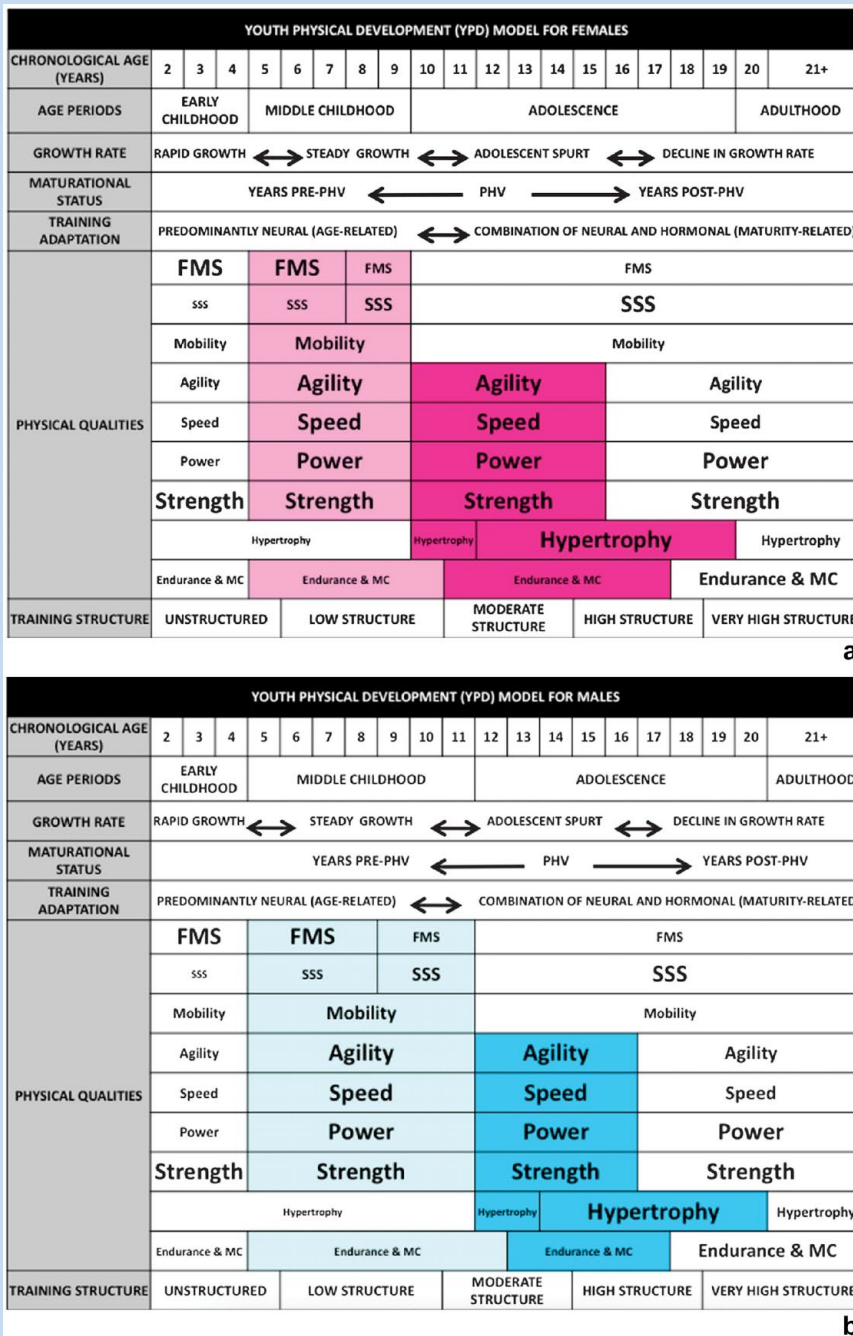 YOUTH PHYSICAL DEVELOPMENT (YPD) MODEL FOR FEMALES
CHRONOLOGICAL AGE (YEARS) 2 3 4 5 6 7 8 9 10 11 12 13 14 15 16 17 18 19 20 21+
AGE PERIODS EARLY CHILDHOOD MIDDLE CHILDHOOD ADOLESCENCE ADULTHOOD
GROWTH RATE RAPID GROWTH STEADY GROWTH ADOLESCENT SPURT DECLINE IN GROWTH RATE
MATURATIONAL STATUS YEARS PRE-PHV PHV YEARS POST-PHV
TRAINING ADAPTATION PREDOMINANTLY NEURAL (AGE-RELATED) COMBINATION OF NEURAL AND HORMONAL (MATURITY-RELATED)
PHYSICAL QUALITIES
FMS FMS FMS FMS
SSS SSS SSS SSS
Mobility Mobility Mobility
Agility Agility Agility Agility
Speed Speed Speed Speed
Power Power Power Power
Strength Strength Strength Strength
Hypertrophy Hypertrophy Hypertrophy Hypertrophy
Endurance & MC Endurance & MC Endurance & MC Endurance & MC
TRAINING STRUCTURE UNSTRUCTURED LOW STRUCTURE MODERATE STRUCTURE HIGH STRUCTURE VERY HIGH STRUCTURE
a
YOUTH PHYSICAL DEVELOPMENT (YPD) MODEL FOR MALES
CHRONOLOGICAL AGE (YEARS) 2 3 4 5 6 7 8 9 10 11 12 13 14 15 16 17 18 19 20 21+
AGE PERIODS EARLY CHILDHOOD MIDDLE CHILDHOOD ADOLESCENCE ADULTHOOD
GROWTH RATE RAPID GROWTH STEADY GROWTH ADOLESCENT SPURT DECLINE IN GROWTH RATE
MATURATIONAL STATUS YEARS PRE-PHV PHV YEARS POST-PHV
TRAINING ADAPTATION PREDOMINANTLY NEURAL (AGE-RELATED) COMBINATION OF NEURAL AND HORMONAL (MATURITY-RELATED
PHYSICAL QUALITIES
FMS FMS FMS FMS
SSS SSS SSS SSS
Mobility Mobility Mobility
Agility Agility Agility Agility
Speed Speed Speed Speed
Power Power Power Power
Strength Strength Strength Strength
Hypertrophy Hypertrophy Hypertrophy Hypertrophy
Endurance & MC Endurance & MC Endurance & MC Endurance & MC
TRAINING STRUCTURE UNSTRUCTURED LOW STRUCTURE MODERATE STRUCTURE HIGH STRUCTURE VERY HIGH STRUCTURE
b